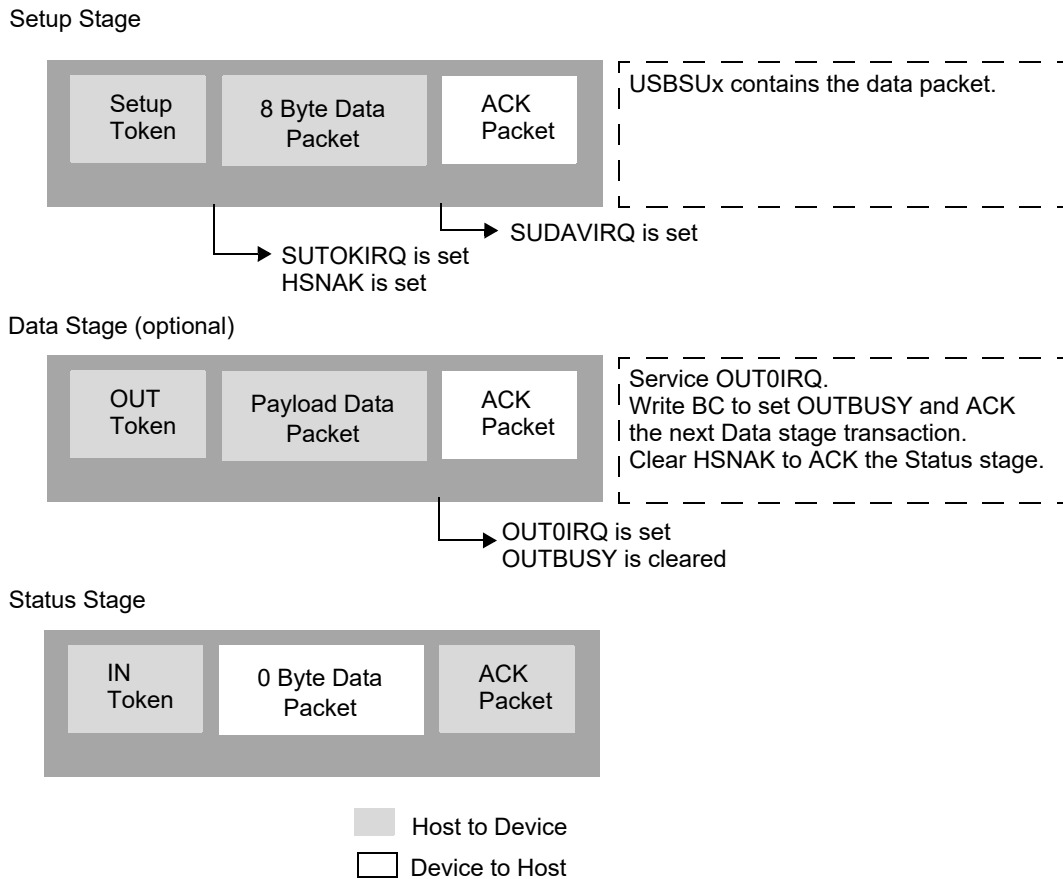 Setup Stage
Setup
Token
8 Byte Data
Packet
ACK
Packet
USBSUx contains the data packet.
SUTOKIRQ is set
HSNAK is set
SUDAVIRQ is set
Data Stage (optional)
OUT
Token
Payload Data
Packet
ACK
Packet
Service OUT0IRQ.
Write BC to set OUTBUSY and ACK
the next Data stage transaction.
Clear HSNAK to ACK the Status stage.
OUT0IRQ is set
OUTBUSY is cleared
Status Stage
IN
Token
0 Byte Data
Packet
ACK
Packet
Host to Device
Device to Host